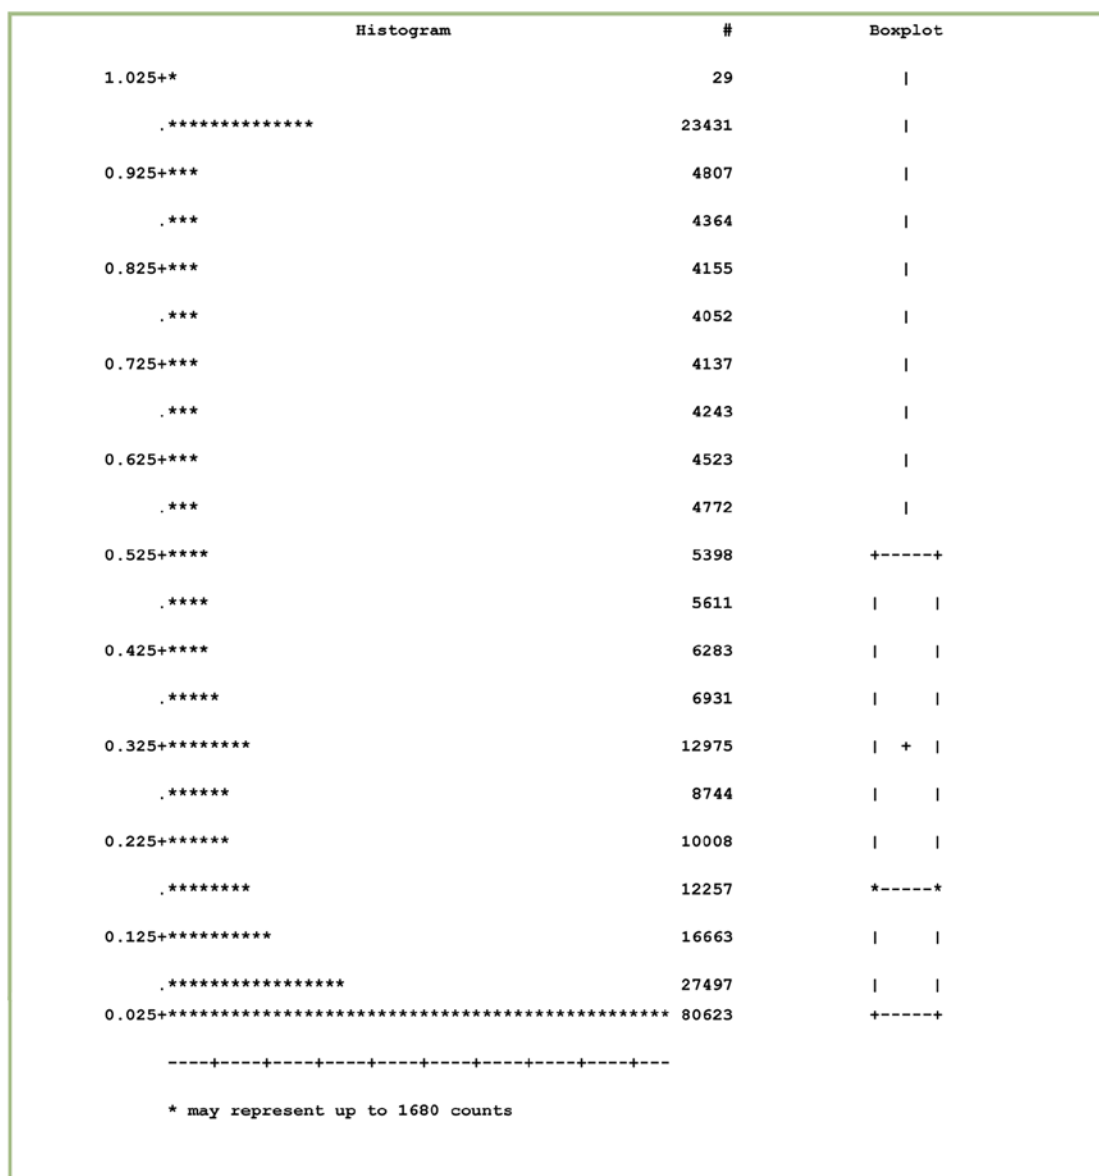 Histogram # Boxplot
1.025+* 29 |
.************** 23431 |
0.925+*** 4807 |
.*** 4364 |
0.825+*** 4155 |
.*** 4052 |
0.725+*** 4137 |
.*** 4243 |
0.625+*** 4523 |
.*** 4772 |
0.525+**** 5398 +-----+
.**** 5611 | |
0.425+**** 6283 | |
.***** 6931 | |
0.325+******** 12975 | + |
.****** 8744 | |
0.225+****** 10008 | |
.******** 12257 *-----*
0.125+********** 16663 | |
.***************** 27497 | |
0.025+************************************************ 80623 +-----+
----+----+----+----+----+----+----+----+----+---
* may represent up to 1680 counts